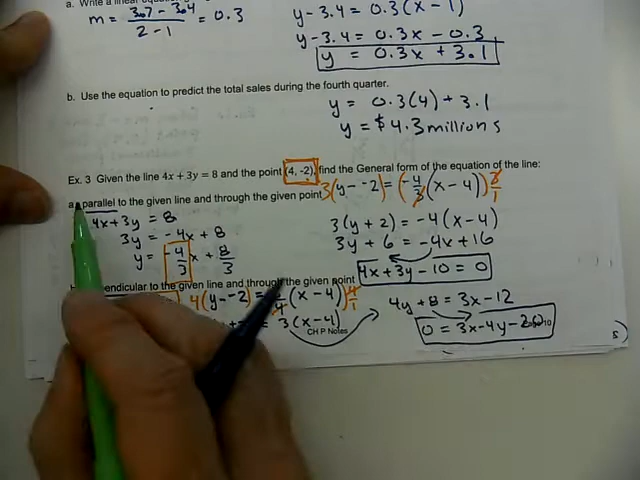 a. Write a linear equ
m = 3.7 - 3.4 / 2 - 1 = 0.3
y - 3.4 = 0.3(x - 1)
y - 3.4 = 0.3x - 0.3
y = 0.3x + 3.1
b. Use the equation to predict the total sales during the fourth quarter.
y = 0.3(4) + 3.1
y = $4.3 millions
Ex. 3 Given the line 4x + 3y = 8 and the point (4, -2), find the General form of the equation of the line:
a. parallel to the given line and through the given point
4x + 3y = 8
3y = -4x + 8
y = -4/3 x + 8/3
3(y - -2) = (-4/3 (x - 4)) 3/1
3(y + 2) = -4(x - 4)
3y + 6 = -4x + 16
4x + 3y - 10 = 0
pendicular to the given line and through the given point
4(y - -2) = /4 (x - 4) 4/1
= 3(x - 4)
4y + 8 = 3x - 12
0 = 3x - 4y - 20
CH P Notes
5)